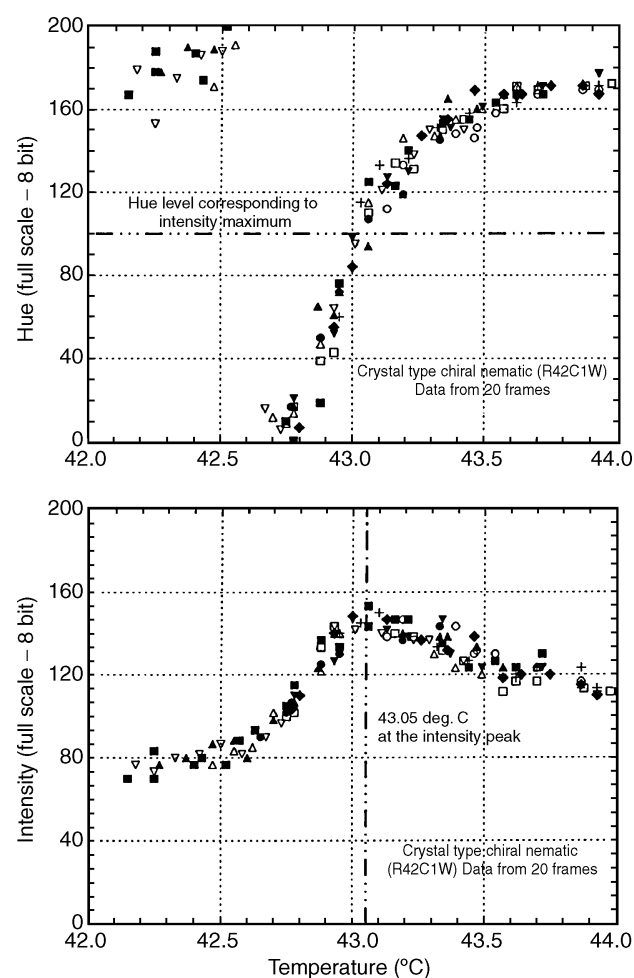 200
160
120
80
40
0
Hue (full scale – 8 bit)
Hue level corresponding to
intensity maximum
Crystal type chiral nematic (R42C1W)
Data from 20 frames
42.0 42.5 43.0 43.5 44.0
200
160
120
80
40
0
Intensity (full scale – 8 bit)
43.05 deg. C
at the intensity peak
Crystal type chiral nematic
(R42C1W) Data from 20 frames
42.0 42.5 43.0 43.5 44.0
Temperature (ºC)